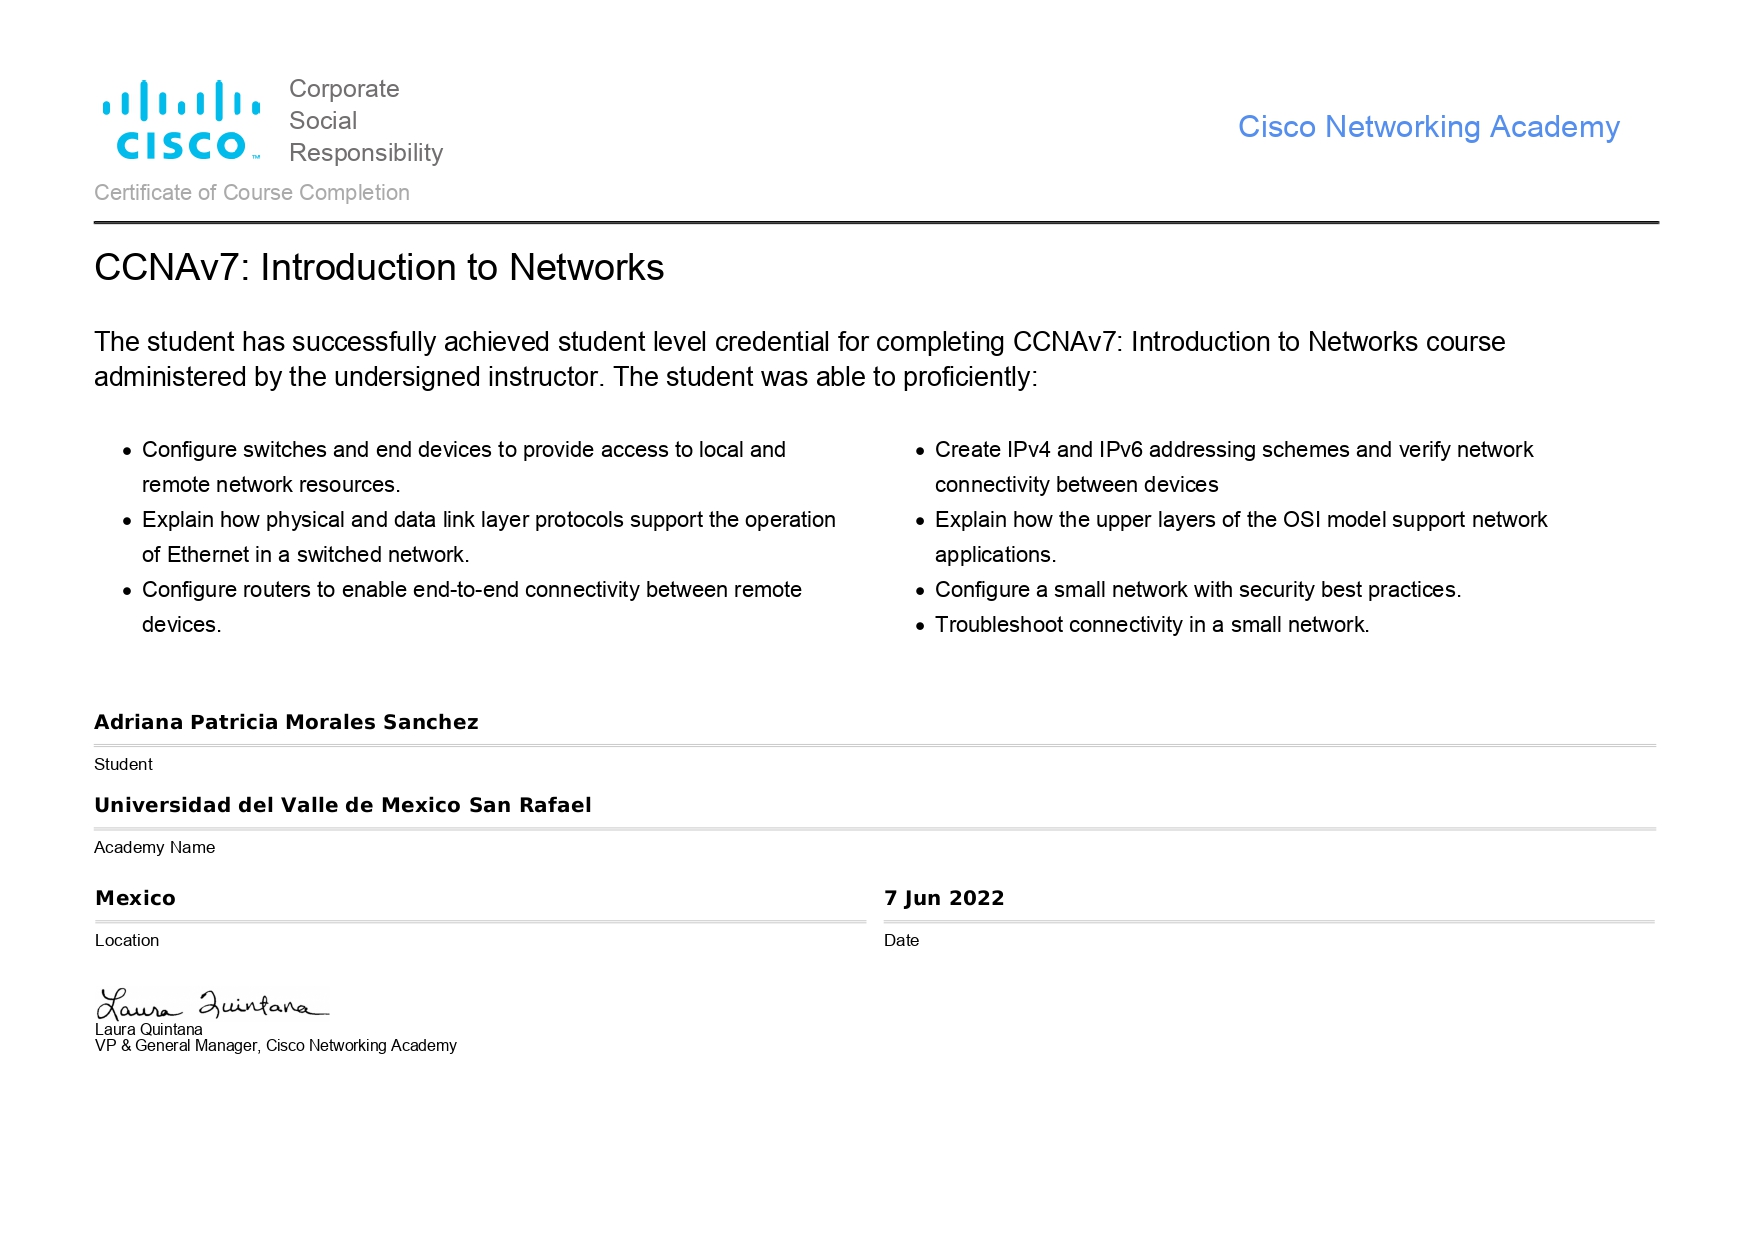 Corporate
Social
Responsibility
CISCO™
Cisco Networking Academy
Certificate of Course Completion
CCNAv7: Introduction to Networks
The student has successfully achieved student level credential for completing CCNAv7: Introduction to Networks course
administered by the undersigned instructor. The student was able to proficiently:
• Configure switches and end devices to provide access to local and
remote network resources.
• Explain how physical and data link layer protocols support the operation
of Ethernet in a switched network.
• Configure routers to enable end-to-end connectivity between remote
devices.
• Create IPv4 and IPv6 addressing schemes and verify network
connectivity between devices
• Explain how the upper layers of the OSI model support network
applications.
• Configure a small network with security best practices.
• Troubleshoot connectivity in a small network.
Adriana Patricia Morales Sanchez
Student
Universidad del Valle de Mexico San Rafael
Academy Name
Mexico
Location
7 Jun 2022
Date
Laura Quintana
Laura Quintana
VP & General Manager, Cisco Networking Academy